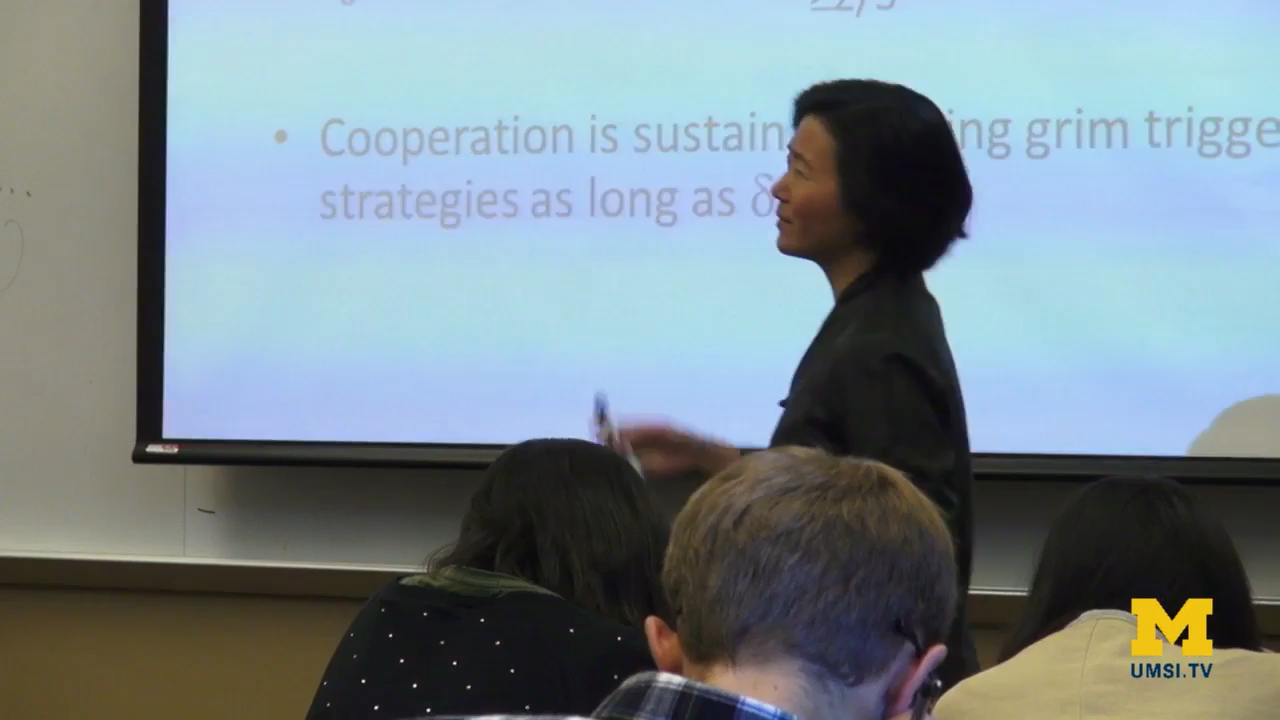 • Cooperation is sustain ing grim trigge
strategies as long as δ
M
UMSI.TV